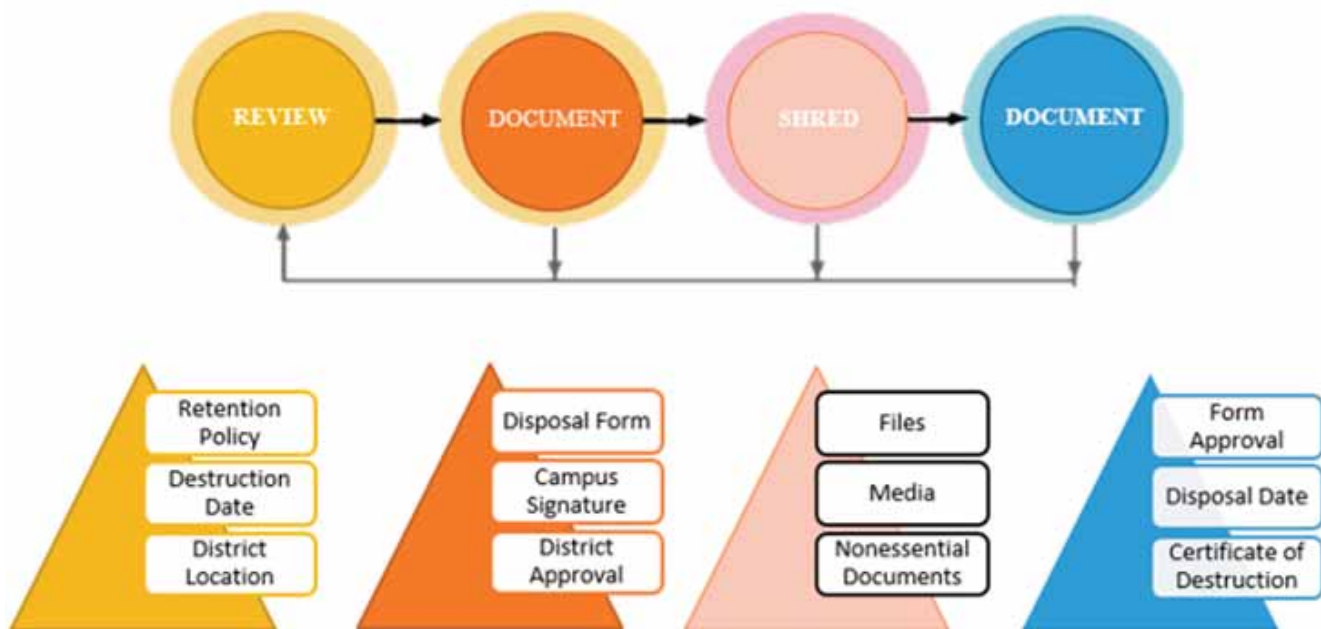 REVIEW
DOCUMENT
SHRED
DOCUMENT
Retention
Policy
Destruction
Date
District
Location
Disposal Form
Campus
Signature
District
Approval
Files
Media
Nonessential
Documents
Form
Approval
Disposal Date
Certificate of
Destruction